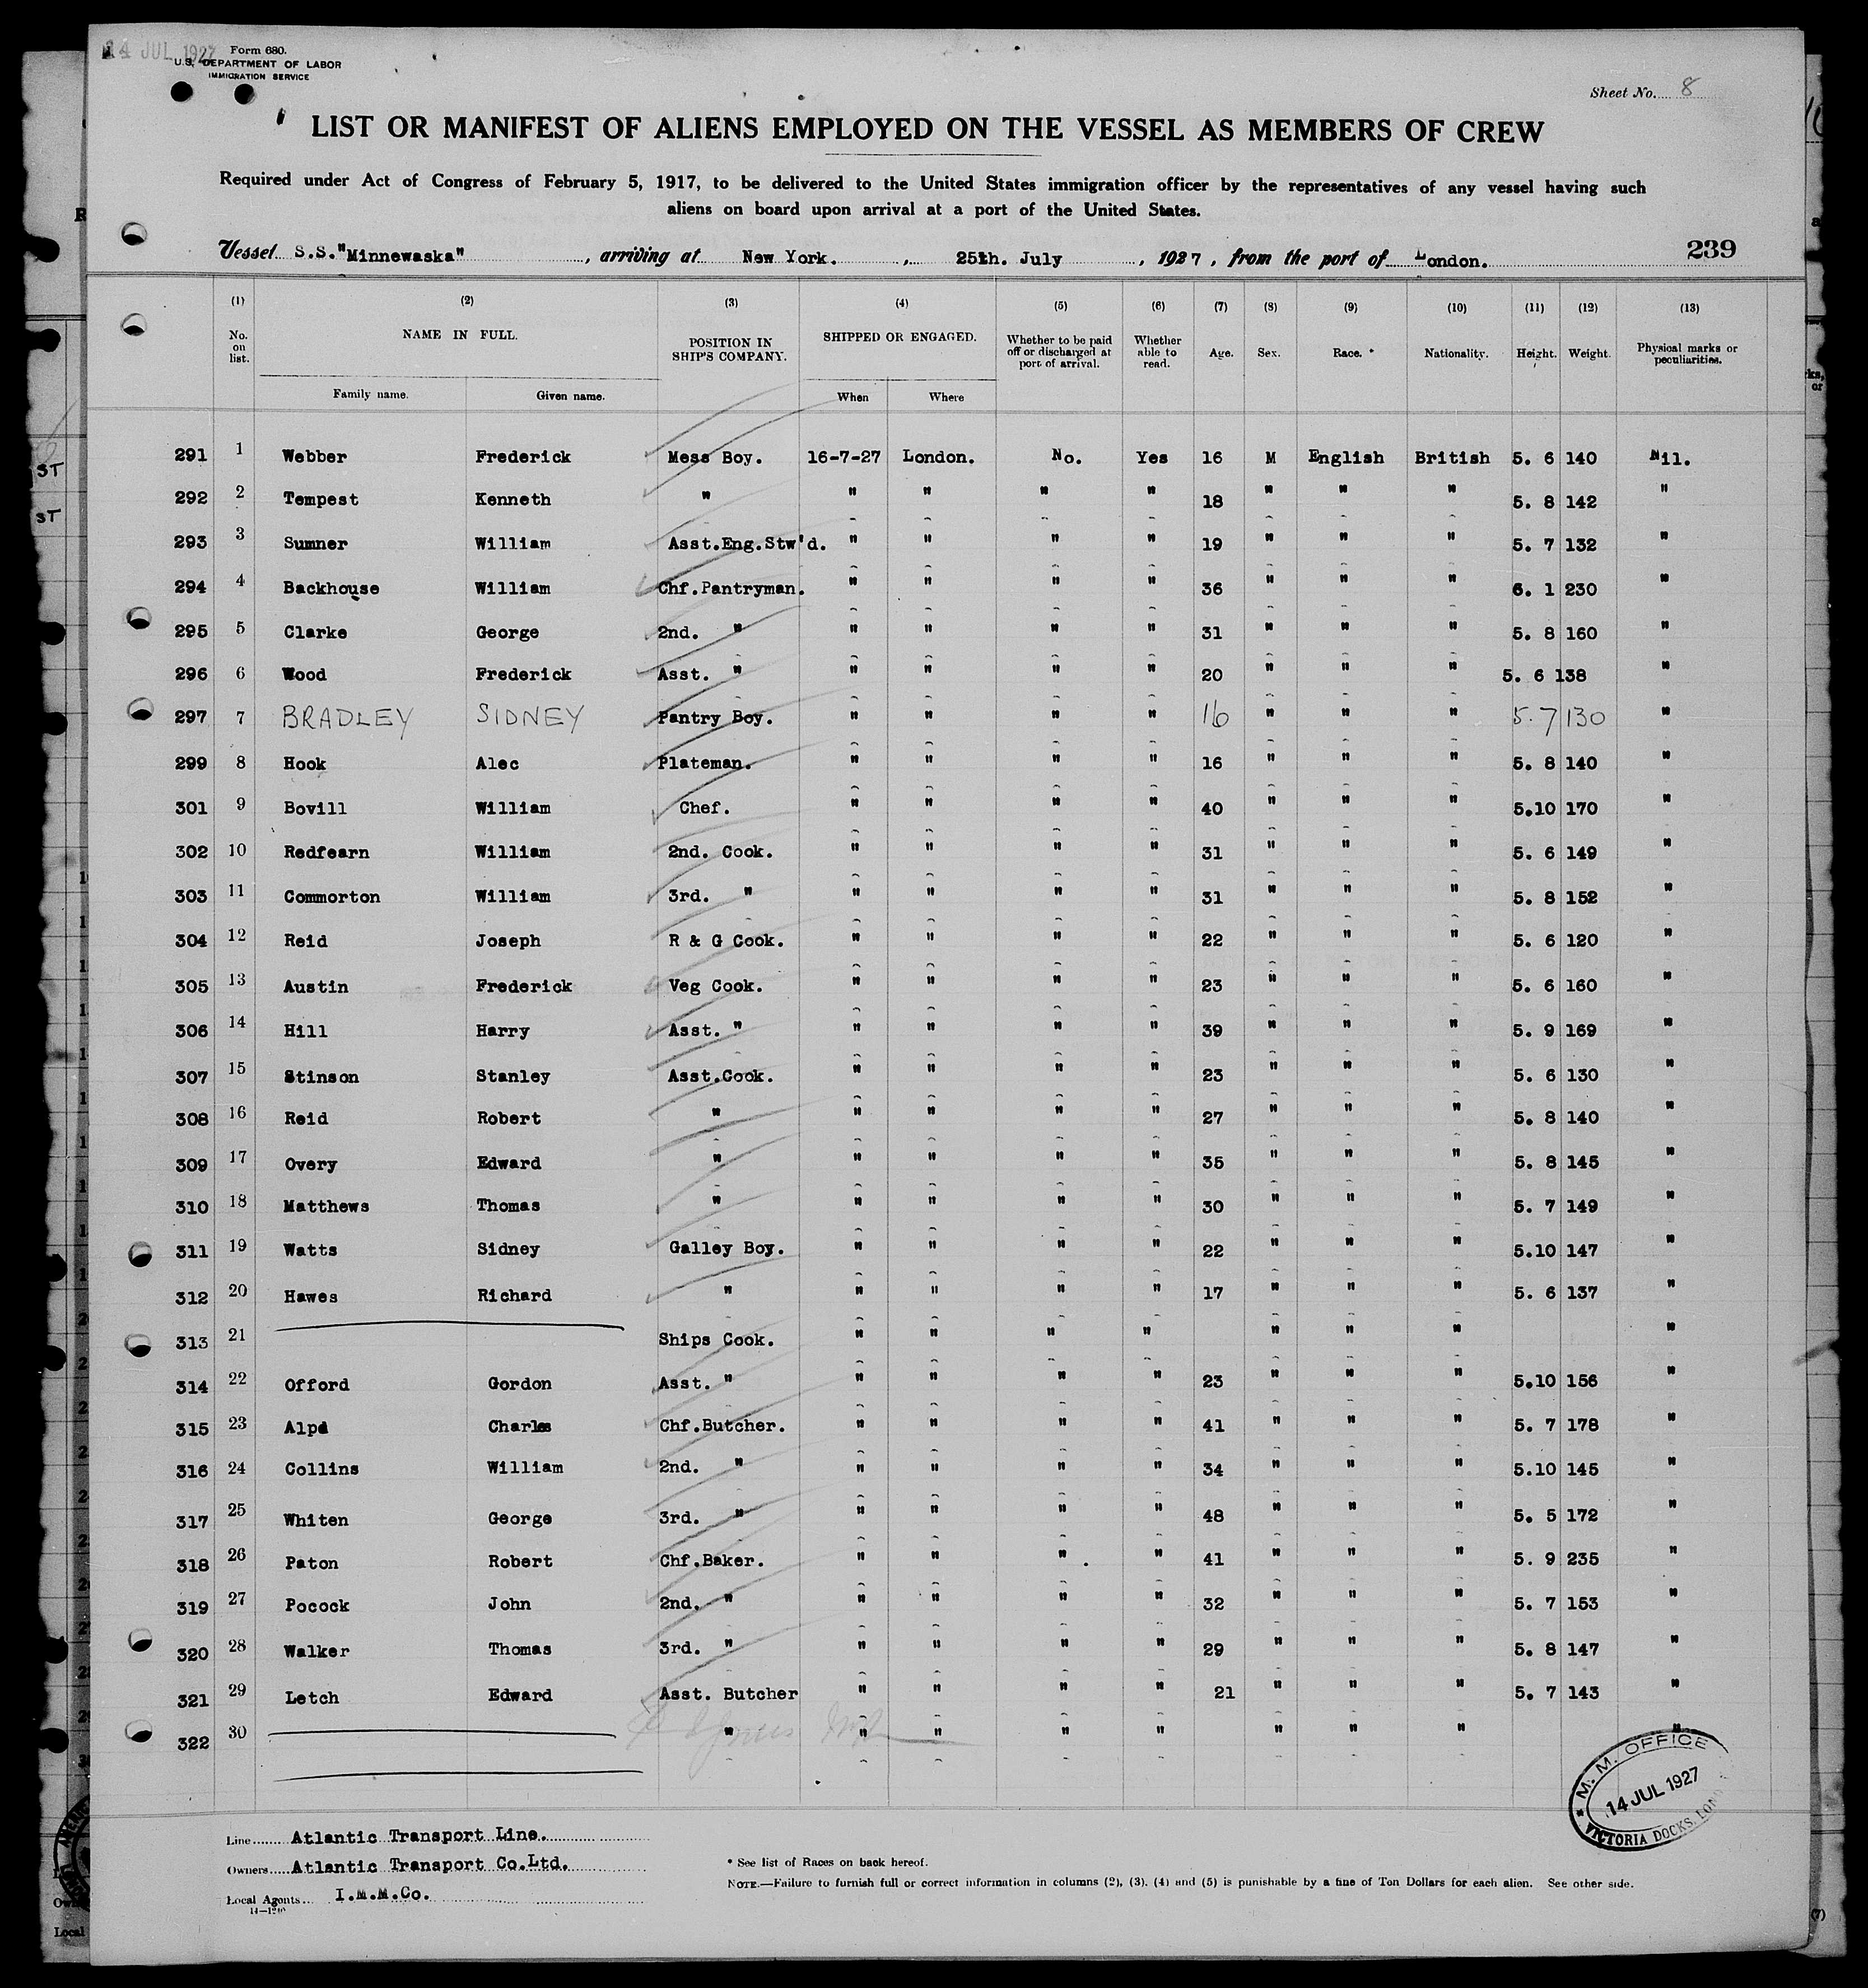 14 JUL 1927
Form 680.
U.S. DEPARTMENT OF LABOR
IMMIGRATION SERVICE
Sheet No. 8
LIST OR MANIFEST OF ALIENS EMPLOYED ON THE VESSEL AS MEMBERS OF CREW
Required under Act of Congress of February 5, 1917, to be delivered to the United States immigration officer by the representatives of any vessel having such
aliens on board upon arrival at a port of the United States.
Vessel S.S."Minnewaska", arriving at New York., 25th. July, 1927, from the port of London. 239
(1) (2) (3) (4) (5) (6) (7) (8) (9) (10) (11) (12) (13)
No. on list. NAME IN FULL. POSITION IN SHIP'S COMPANY. SHIPPED OR ENGAGED. Whether to be paid off or discharged at port of arrival. Whether able to read. Age. Sex. Race.* Nationality. Height. Weight. Physical marks or peculiarities.
Family name. Given name. When Where
291 1 Webber Frederick Mess Boy. 16-7-27 London. No. Yes 16 M English British 5. 6 140 Nil.
292 2 Tempest Kenneth " " " " " 18 " " " 5. 8 142 "
293 3 Sumner William Asst.Eng.Stw'd. " " " " 19 " " " 5. 7 132 "
294 4 Backhouse William Chf.Pantryman. " " " " 36 " " " 6. 1 230 "
295 5 Clarke George 2nd. " " " " " 31 " " " 5. 8 160 "
296 6 Wood Frederick Asst. " " " " " 20 " " " 5. 6 138 "
297 7 BRADLEY SIDNEY Pantry Boy. " " " " 16 " " " 5.7 130 "
299 8 Hook Alec Plateman. " " " " 16 " " " 5. 8 140 "
301 9 Bovill William Chef. " " " " 40 " " " 5.10 170 "
302 10 Redfearn William 2nd. Cook. " " " " 31 " " " 5. 6 149 "
303 11 Commorton William 3rd. " " " " " 31 " " " 5. 8 152 "
304 12 Reid Joseph R & G Cook. " " " " 22 " " " 5. 6 120 "
305 13 Austin Frederick Veg Cook. " " " " 23 " " " 5. 6 160 "
306 14 Hill Harry Asst. " " " " " 39 " " " 5. 9 169 "
307 15 Stinson Stanley Asst.Cook. " " " " 23 " " " 5. 6 130 "
308 16 Reid Robert " " " " " 27 " " " 5. 8 140 "
309 17 Overy Edward " " " " " 35 " " " 5. 8 145 "
310 18 Matthews Thomas " " " " " 30 " " " 5. 7 149 "
311 19 Watts Sidney Galley Boy. " " " " 22 " " " 5.10 147 "
312 20 Hawes Richard " " " " " 17 " " " 5. 6 137 "
313 21 Ships Cook. " " " " " " " "
314 22 Offord Gordon Asst. " " " " " 23 " " " 5.10 156 "
315 23 Alpd Charles Chf.Butcher. " " " " 41 " " " 5. 7 178 "
316 24 Collins William 2nd. " " " " " 34 " " " 5.10 145 "
317 25 Whiten George 3rd. " " " " " 48 " " " 5. 5 172 "
318 26 Paton Robert Chf.Baker. " " " " 41 " " " 5. 9 235 "
319 27 Pocock John 2nd. " " " " " 32 " " " 5. 7 153 "
320 28 Walker Thomas 3rd. " " " " " 29 " " " 5. 8 147 "
321 29 Letch Edward Asst. Butcher " " " " 21 " " " 5. 7 143 "
322 30 " " " " " " " " "
M. M. OFFICE
14 JUL 1927
VICTORIA DOCKS,
Line Atlantic Transport Line.
Owners Atlantic Transport Co.Ltd.
Local Agents I.M.M.Co.
* See list of Races on back hereof.
NOTE.—Failure to furnish full or correct information in columns (2), (3), (4) and (5) is punishable by a fine of Ten Dollars for each alien. See other side.